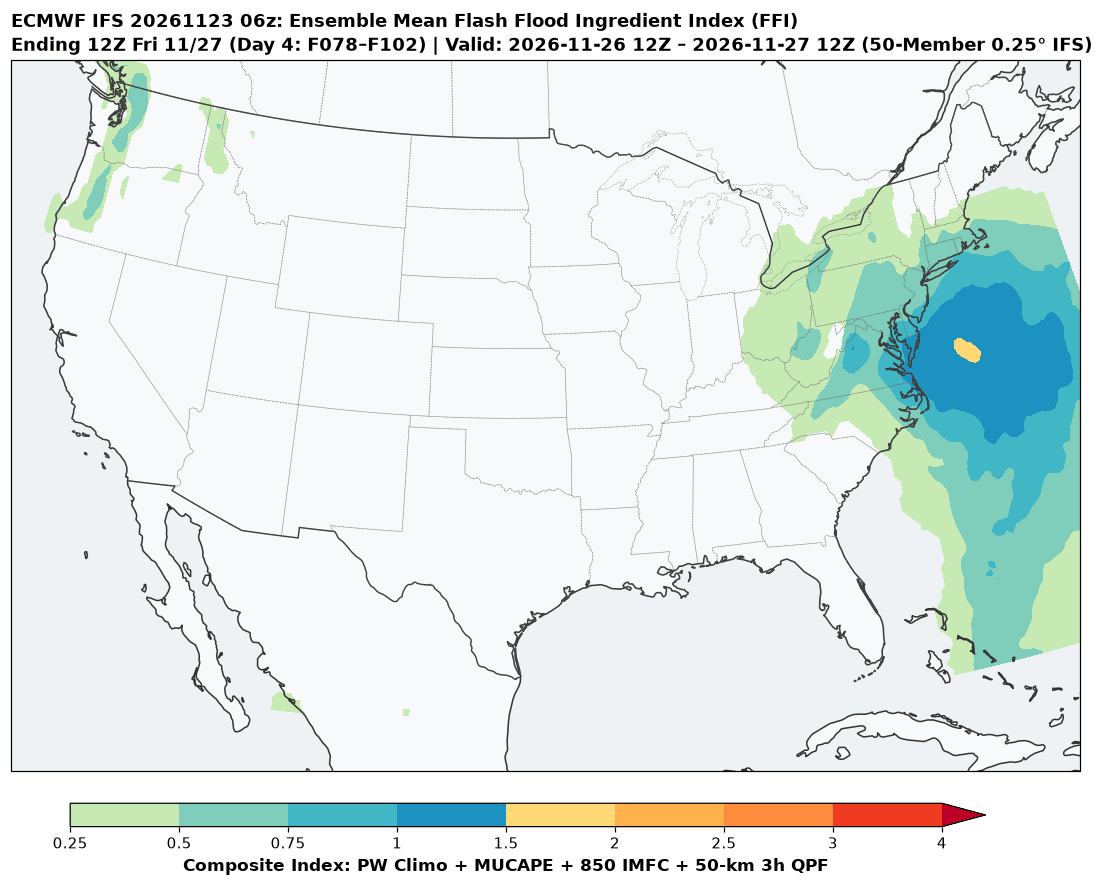 ECMWF IFS 20261123 06z: Ensemble Mean Flash Flood Ingredient Index (FFI)
Ending 12Z Fri 11/27 (Day 4: F078–F102) | Valid: 2026-11-26 12Z – 2026-11-27 12Z (50-Member 0.25° IFS)
0.25 0.5 0.75 1 1.5 2 2.5 3 4
Composite Index: PW Climo + MUCAPE + 850 IMFC + 50-km 3h QPF